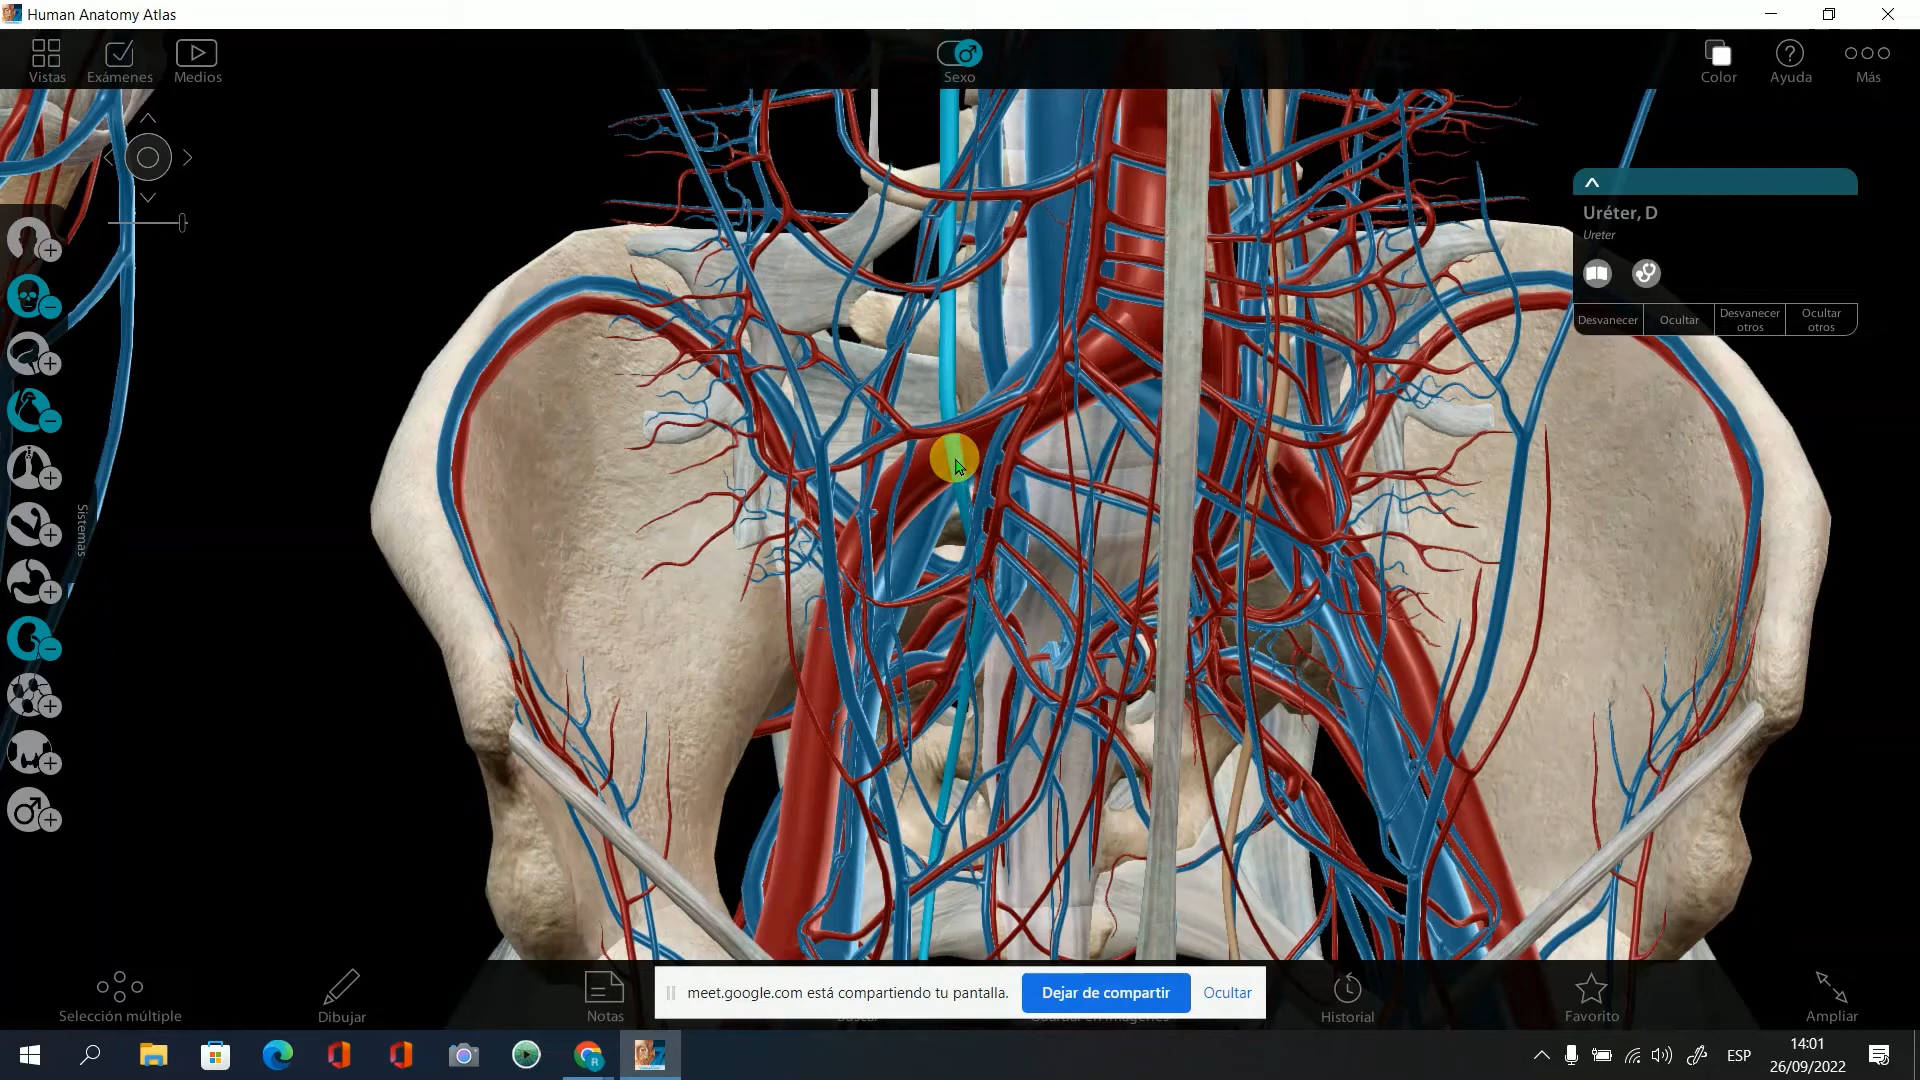 Human Anatomy Atlas
Vistas
Exámenes
Medios
Sexo
Color
Ayuda
Más
Uréter, D
Ureter
Desvanecer
Ocultar
Desvanecer
otros
Ocultar
otros
Sistemas
Selección múltiple
Dibujar
Notas
meet.google.com está compartiendo tu pantalla.
Dejar de compartir
Ocultar
Historial
Favorito
Ampliar
ESP
14:01
26/09/2022